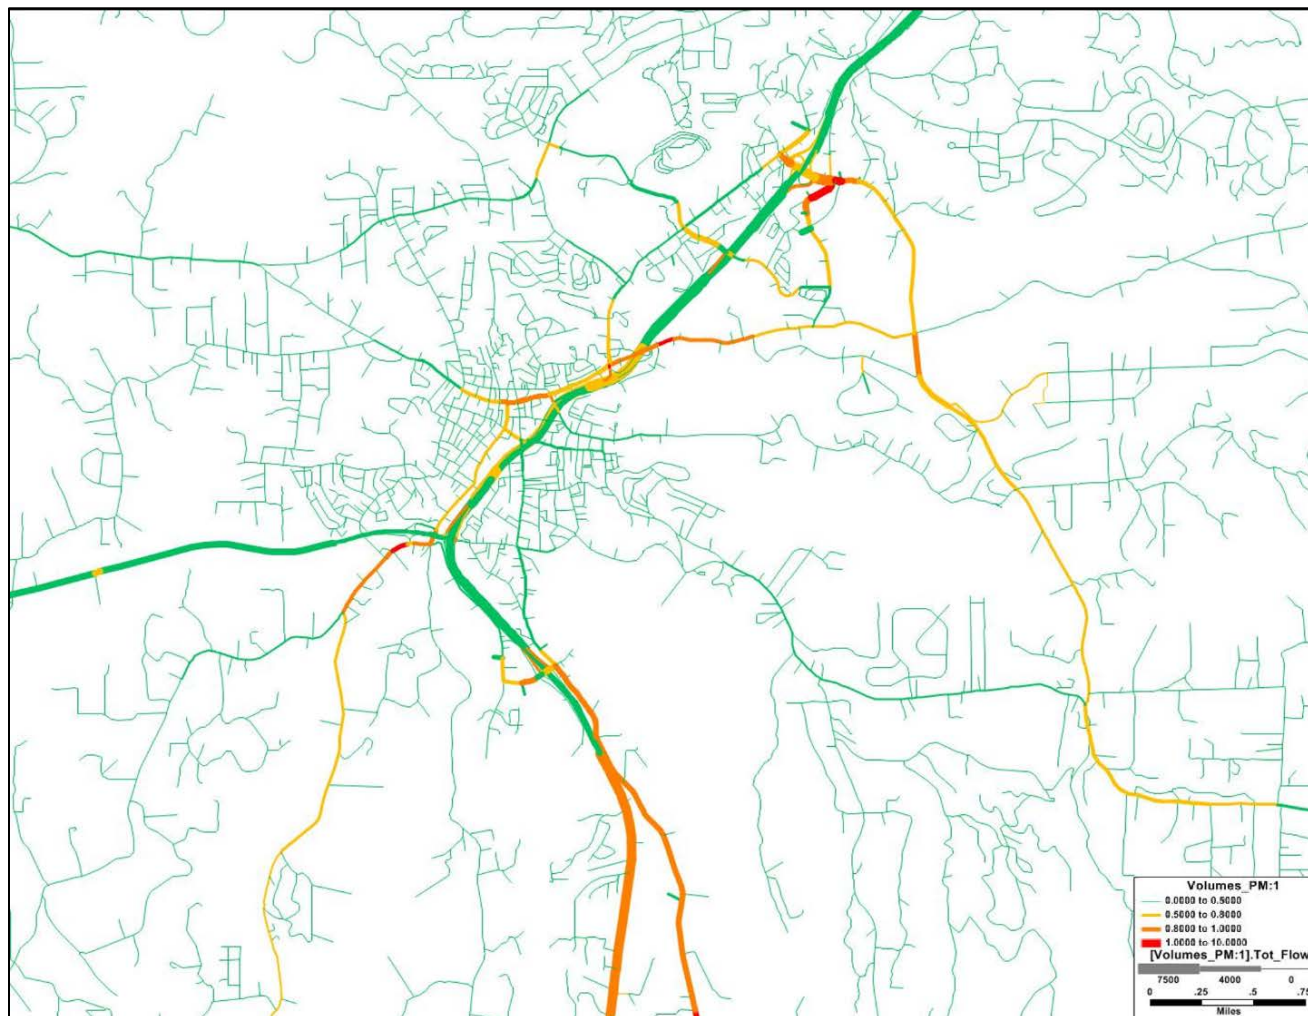 Volumes_PM:1
0.0000 to 0.5000
0.5000 to 0.8000
0.8000 to 1.0000
1.0000 to 10.0000
[Volumes_PM:1].Tot_Flow
7500 4000 0
0 .25 .5 .75
Miles